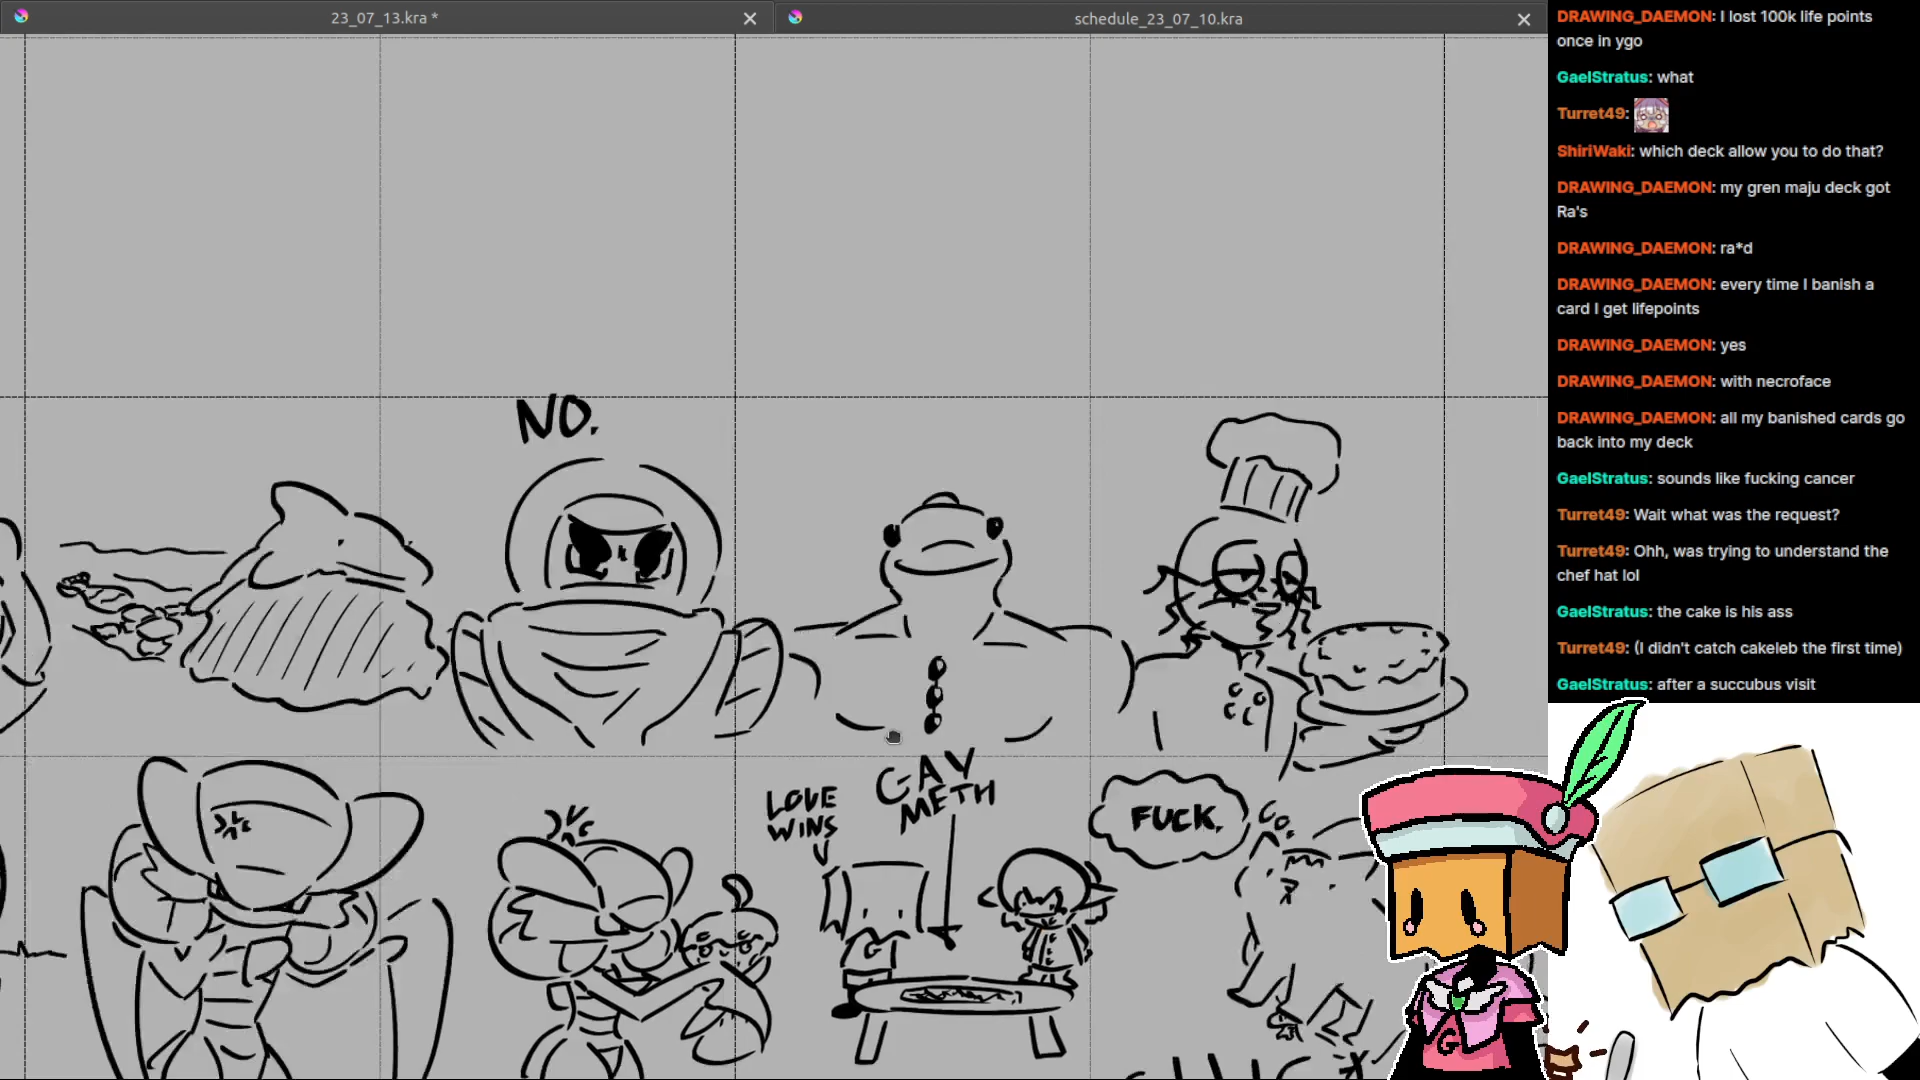 23_07_13.kra *
schedule_23_07_10.kra
NO.
LOVE
WINS
GAY
METH
FUCK.
Co.
G
DRAWING_DAEMON: I lost 100k life points
once in ygo
GaelStratus: what
Turret49:
ShiriWaki: which deck allow you to do that?
DRAWING_DAEMON: my gren maju deck got
Ra's
DRAWING_DAEMON: ra*d
DRAWING_DAEMON: every time I banish a
card I get lifepoints
DRAWING_DAEMON: yes
DRAWING_DAEMON: with necroface
DRAWING_DAEMON: all my banished cards go
back into my deck
GaelStratus: sounds like fucking cancer
Turret49: Wait what was the request?
Turret49: Ohh, was trying to understand the
chef hat lol
GaelStratus: the cake is his ass
Turret49: (I didn't catch cakeleb the first time)
GaelStratus: after a succubus visit
G